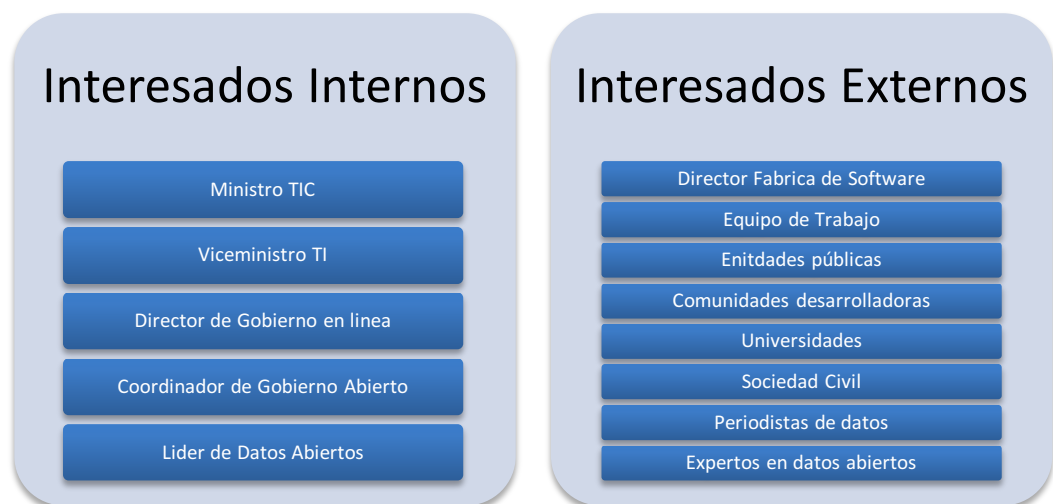 Interesados Internos
Ministro TIC
Viceministro TI
Director de Gobierno en linea
Coordinador de Gobierno Abierto
Lider de Datos Abiertos
Interesados Externos
Director Fabrica de Software
Equipo de Trabajo
Enitdades públicas
Comunidades desarrolladoras
Universidades
Sociedad Civil
Periodistas de datos
Expertos en datos abiertos